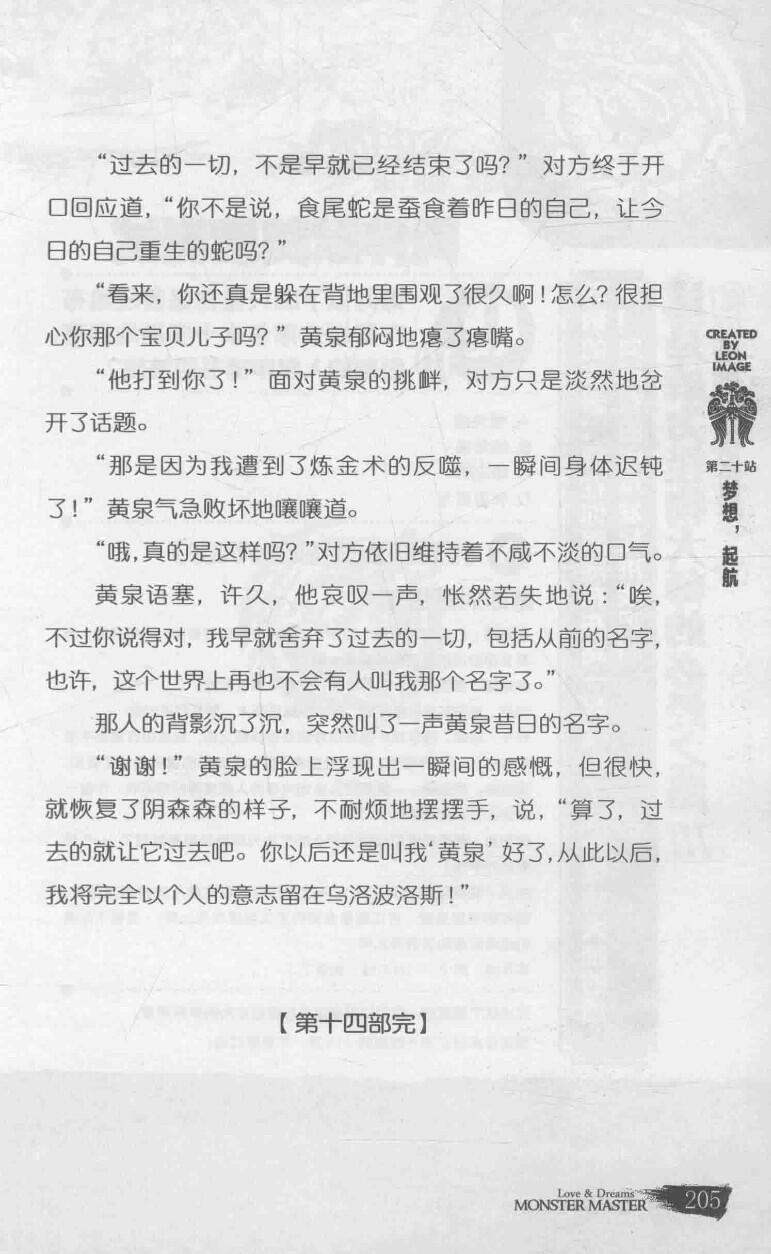 “过去的一切，不是早就已经结束了吗？” 对方终于开
口回应道，“你不是说，食尾蛇是蚕食着昨日的自己，让今
日的自己重生的蛇吗？”
“看来，你还真是躲在背地里围观了很久啊！怎么？很担
心你那个宝贝儿子吗？” 黄泉郁闷地瘪了瘪嘴。
“他打到你了！” 面对黄泉的挑衅，对方只是淡然地岔
开了话题。
“那是因为我遭到了炼金术的反噬，一瞬间身体迟钝
了！” 黄泉气急败坏地嚷嚷道。
“哦，真的是这样吗？”对方依旧维持着不咸不淡的口气。
黄泉语塞，许久，他哀叹一声，怅然若失地说：“唉，
不过你说得对，我早就舍弃了过去的一切，包括从前的名字，
也许，这个世界上再也不会有人叫我那个名字了。”
那人的背影沉了沉，突然叫了一声黄泉昔日的名字。
“谢谢！” 黄泉的脸上浮现出一瞬间的感慨，但很快，
就恢复了阴森森的样子，不耐烦地摆摆手，说，“算了，过
去的就让它过去吧。你以后还是叫我‘黄泉’好了，从此以后，
我将完全以个人的意志留在乌洛波洛斯！”
【第十四部完】
CREATED
BY
LEON
IMAGE
第二十站
梦想，起航
Love & Dreams
MONSTER MASTER
205